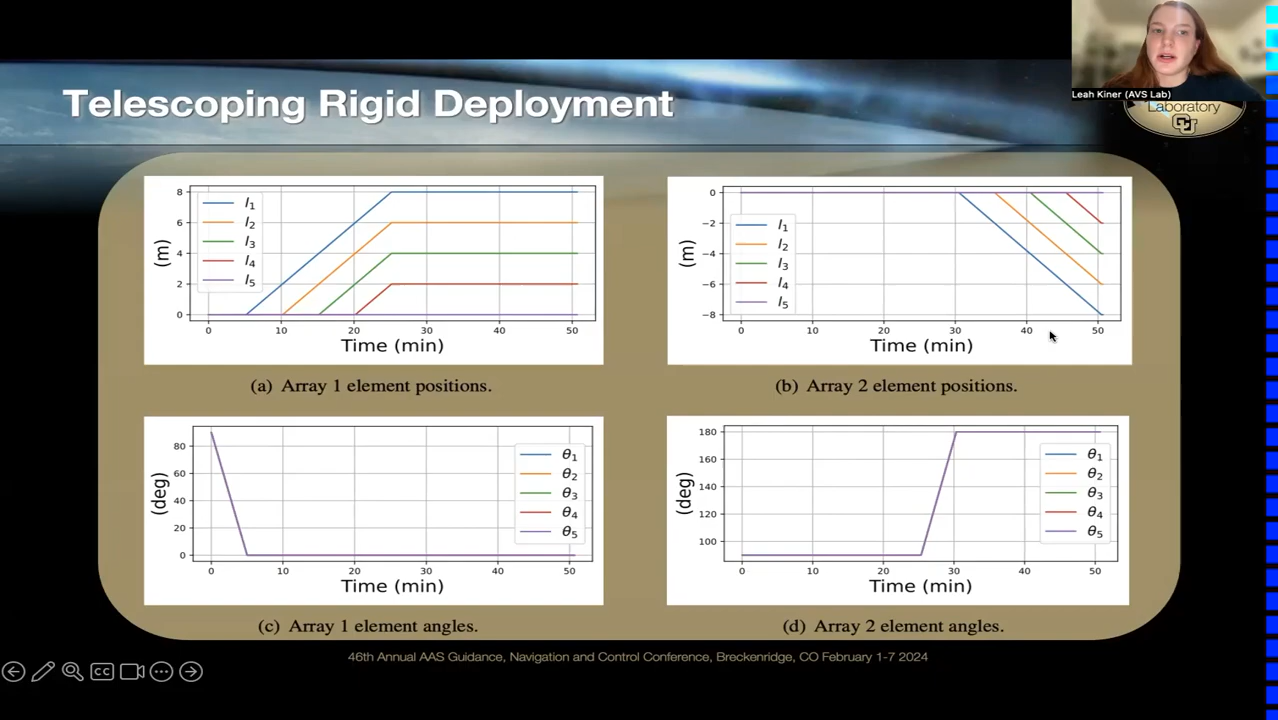 Leah Kiner (AVS Lab)
Telescoping Rigid Deployment
Laboratory
CU
8
6
4
2
0
(m)
l1
l2
l3
l4
l5
0 10 20 30 40 50
Time (min)
(a) Array 1 element positions.
0
−2
−4
−6
−8
(m)
l1
l2
l3
l4
l5
0 10 20 30 40 50
Time (min)
(b) Array 2 element positions.
80
60
40
20
0
(deg)
θ1
θ2
θ3
θ4
θ5
0 10 20 30 40 50
Time (min)
(c) Array 1 element angles.
180
160
140
120
100
(deg)
θ1
θ2
θ3
θ4
θ5
0 10 20 30 40 50
Time (min)
(d) Array 2 element angles.
46th Annual AAS Guidance, Navigation and Control Conference, Breckenridge, CO February 1-7 2024
CC